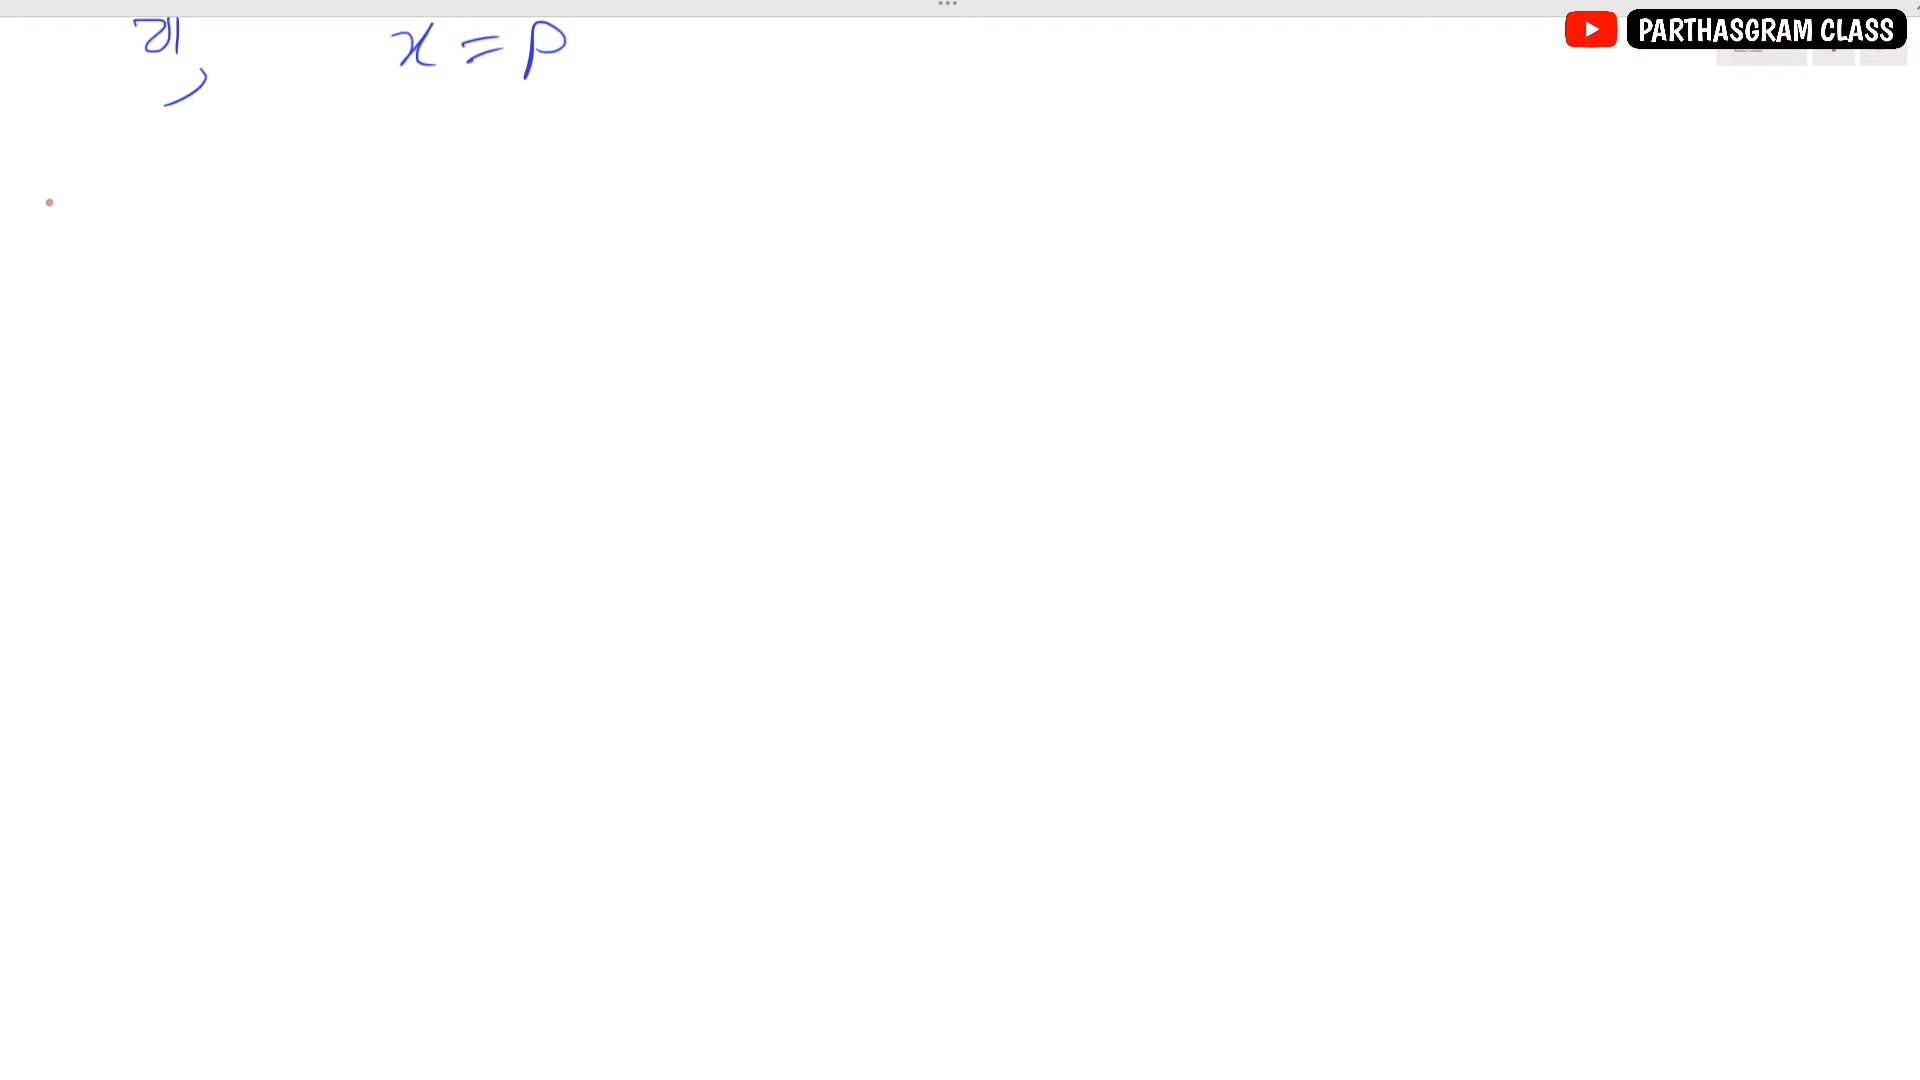 বা, x = p
PARTHASGRAM CLASS